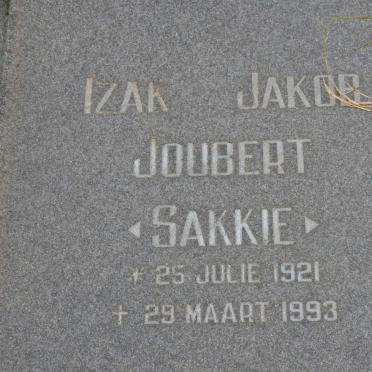 IZAK JAKOB
JOUBERT
◂SAKKIE▸
* 25 JULIE 1921
+ 29 MAART 1993